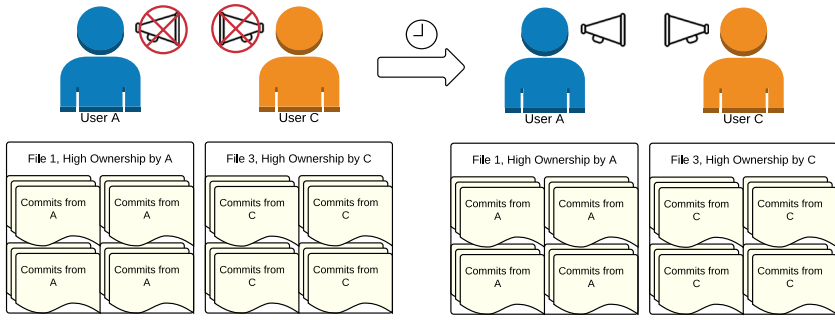 User A
User C
User A
User C
File 1, High Ownership by A
File 3, High Ownership by C
File 1, High Ownership by A
File 3, High Ownership by C
Commits from
A
Commits from
A
Commits from
C
Commits from
C
Commits from
A
Commits from
A
Commits from
C
Commits from
C
Commits from
A
Commits from
A
Commits from
C
Commits from
C
Commits from
A
Commits from
A
Commits from
C
Commits from
C